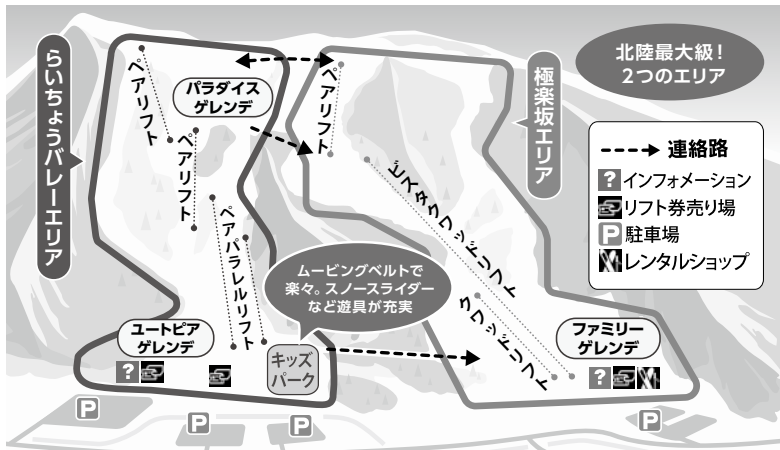 北陸最大級!
2つのエリア
らいちょうバレーエリア
極楽坂エリア
ペアリフト
パラダイス
ゲレンデ
ペアリフト
ペアリフト
ペアパラレルリフト
ビスタクワッドリフト
クワッドリフト
ムービングベルトで
楽々。スノースライダー
など遊具が充実
ユートピア
ゲレンデ
キッズ
パーク
ファミリー
ゲレンデ
連絡路
? インフォメーション
リフト券売り場
P 駐車場
レンタルショップ
?
?
P
P
P
P